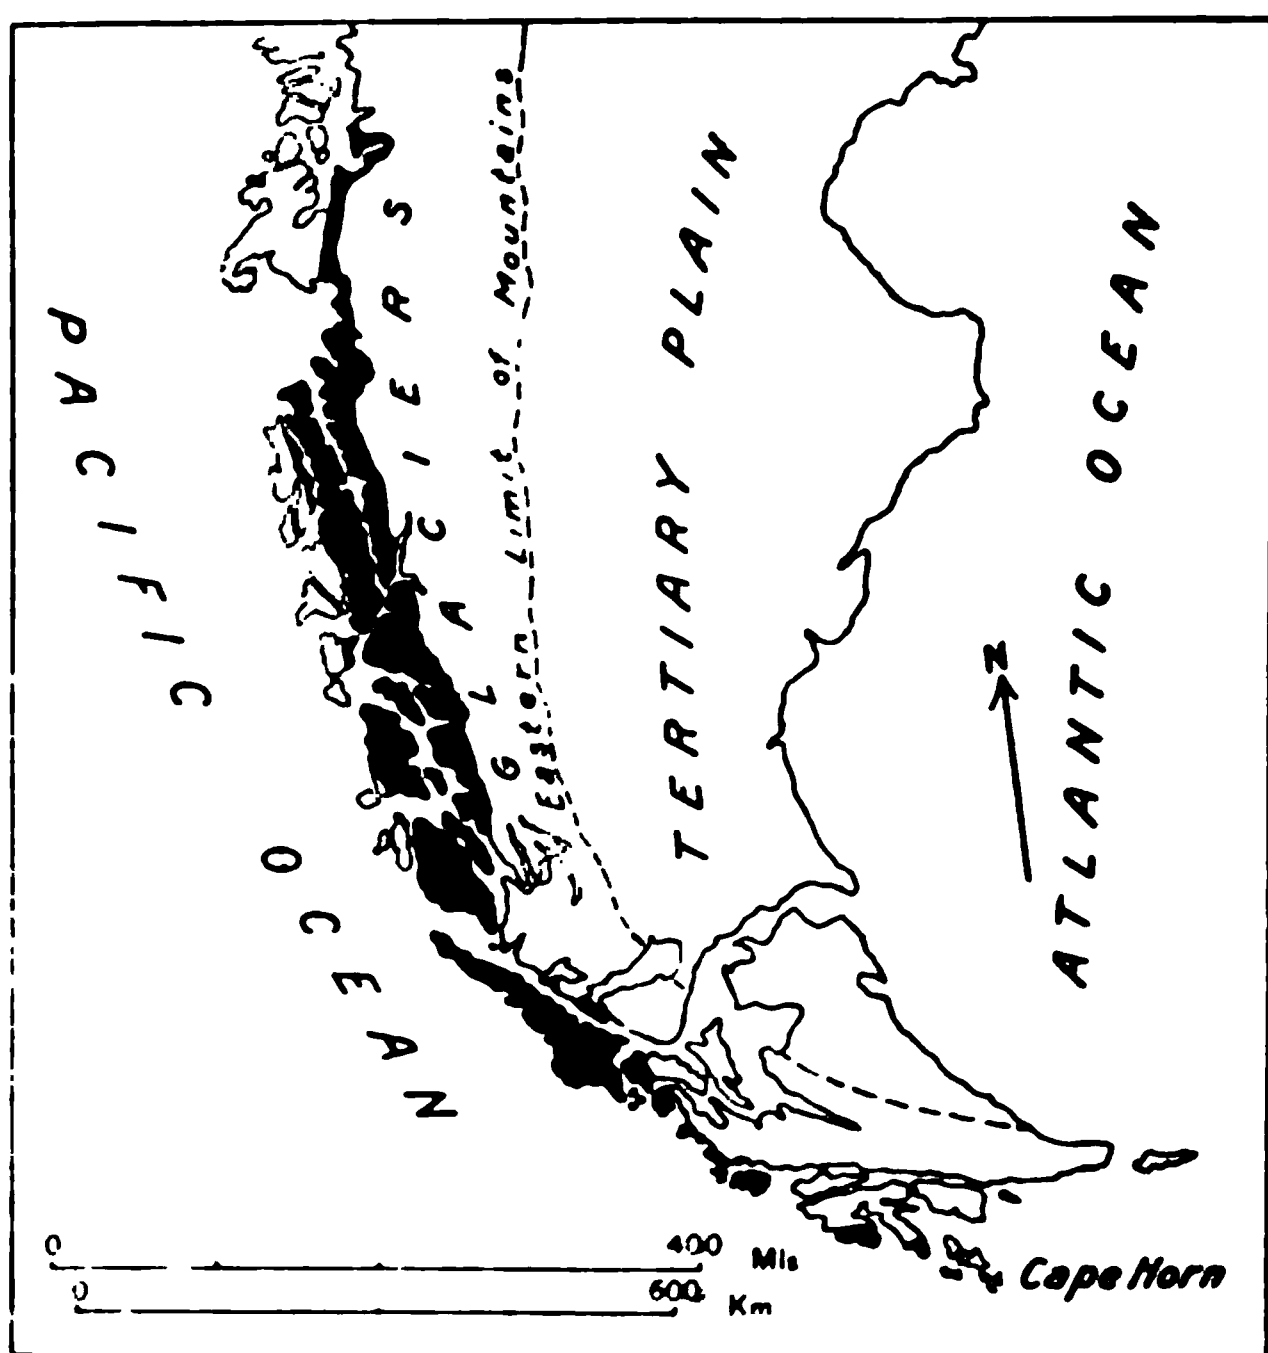 PACIFIC OCEAN
GLACIERS
Eastern Limit of Mountains
TERTIARY PLAIN
ATLANTIC OCEAN
N
Cape Horn
0 400 Mls
0 600 Km